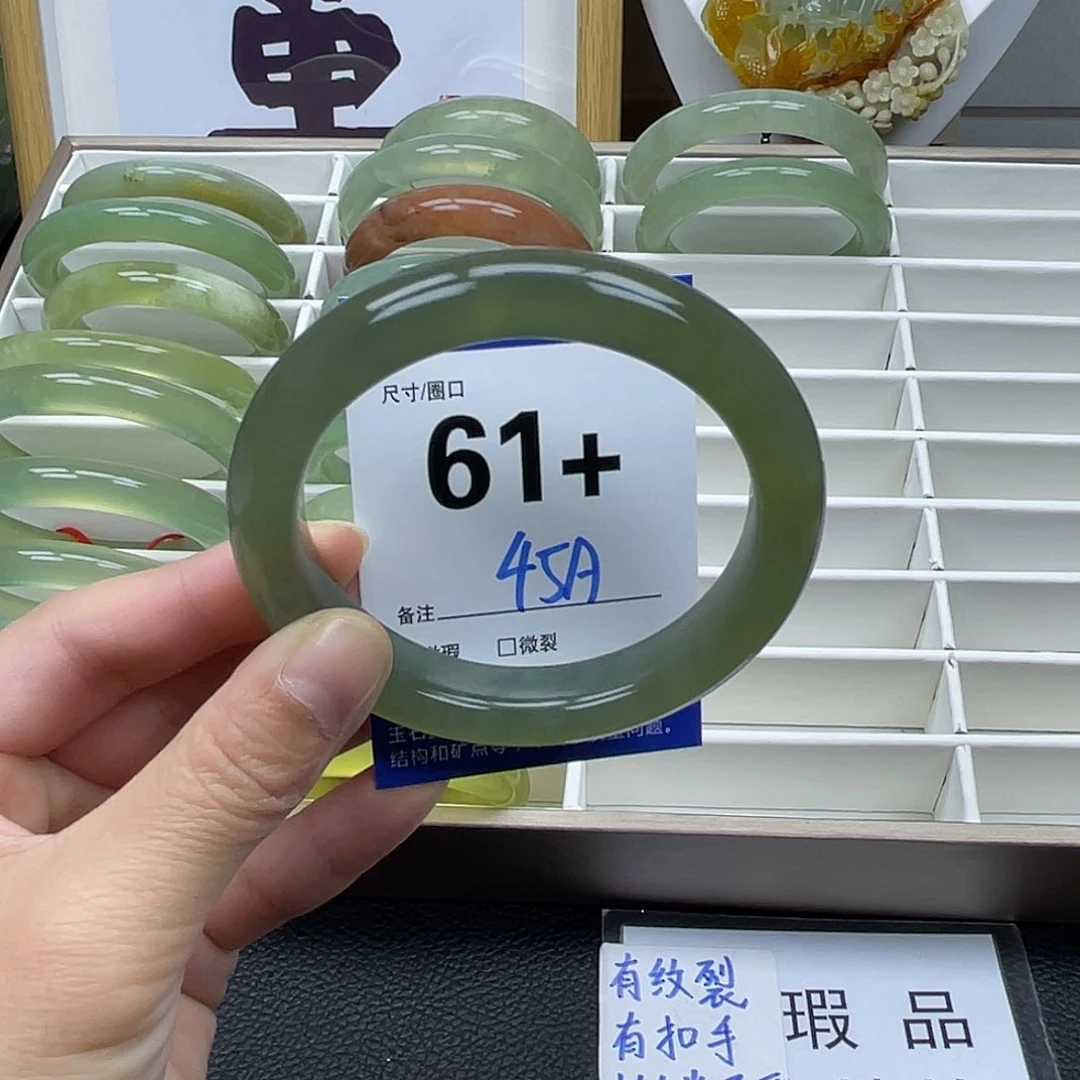 尺寸/圈口
61+
45A
备注
瑕 □微裂
结构和矿点
有纹裂
有扣手
瑕品